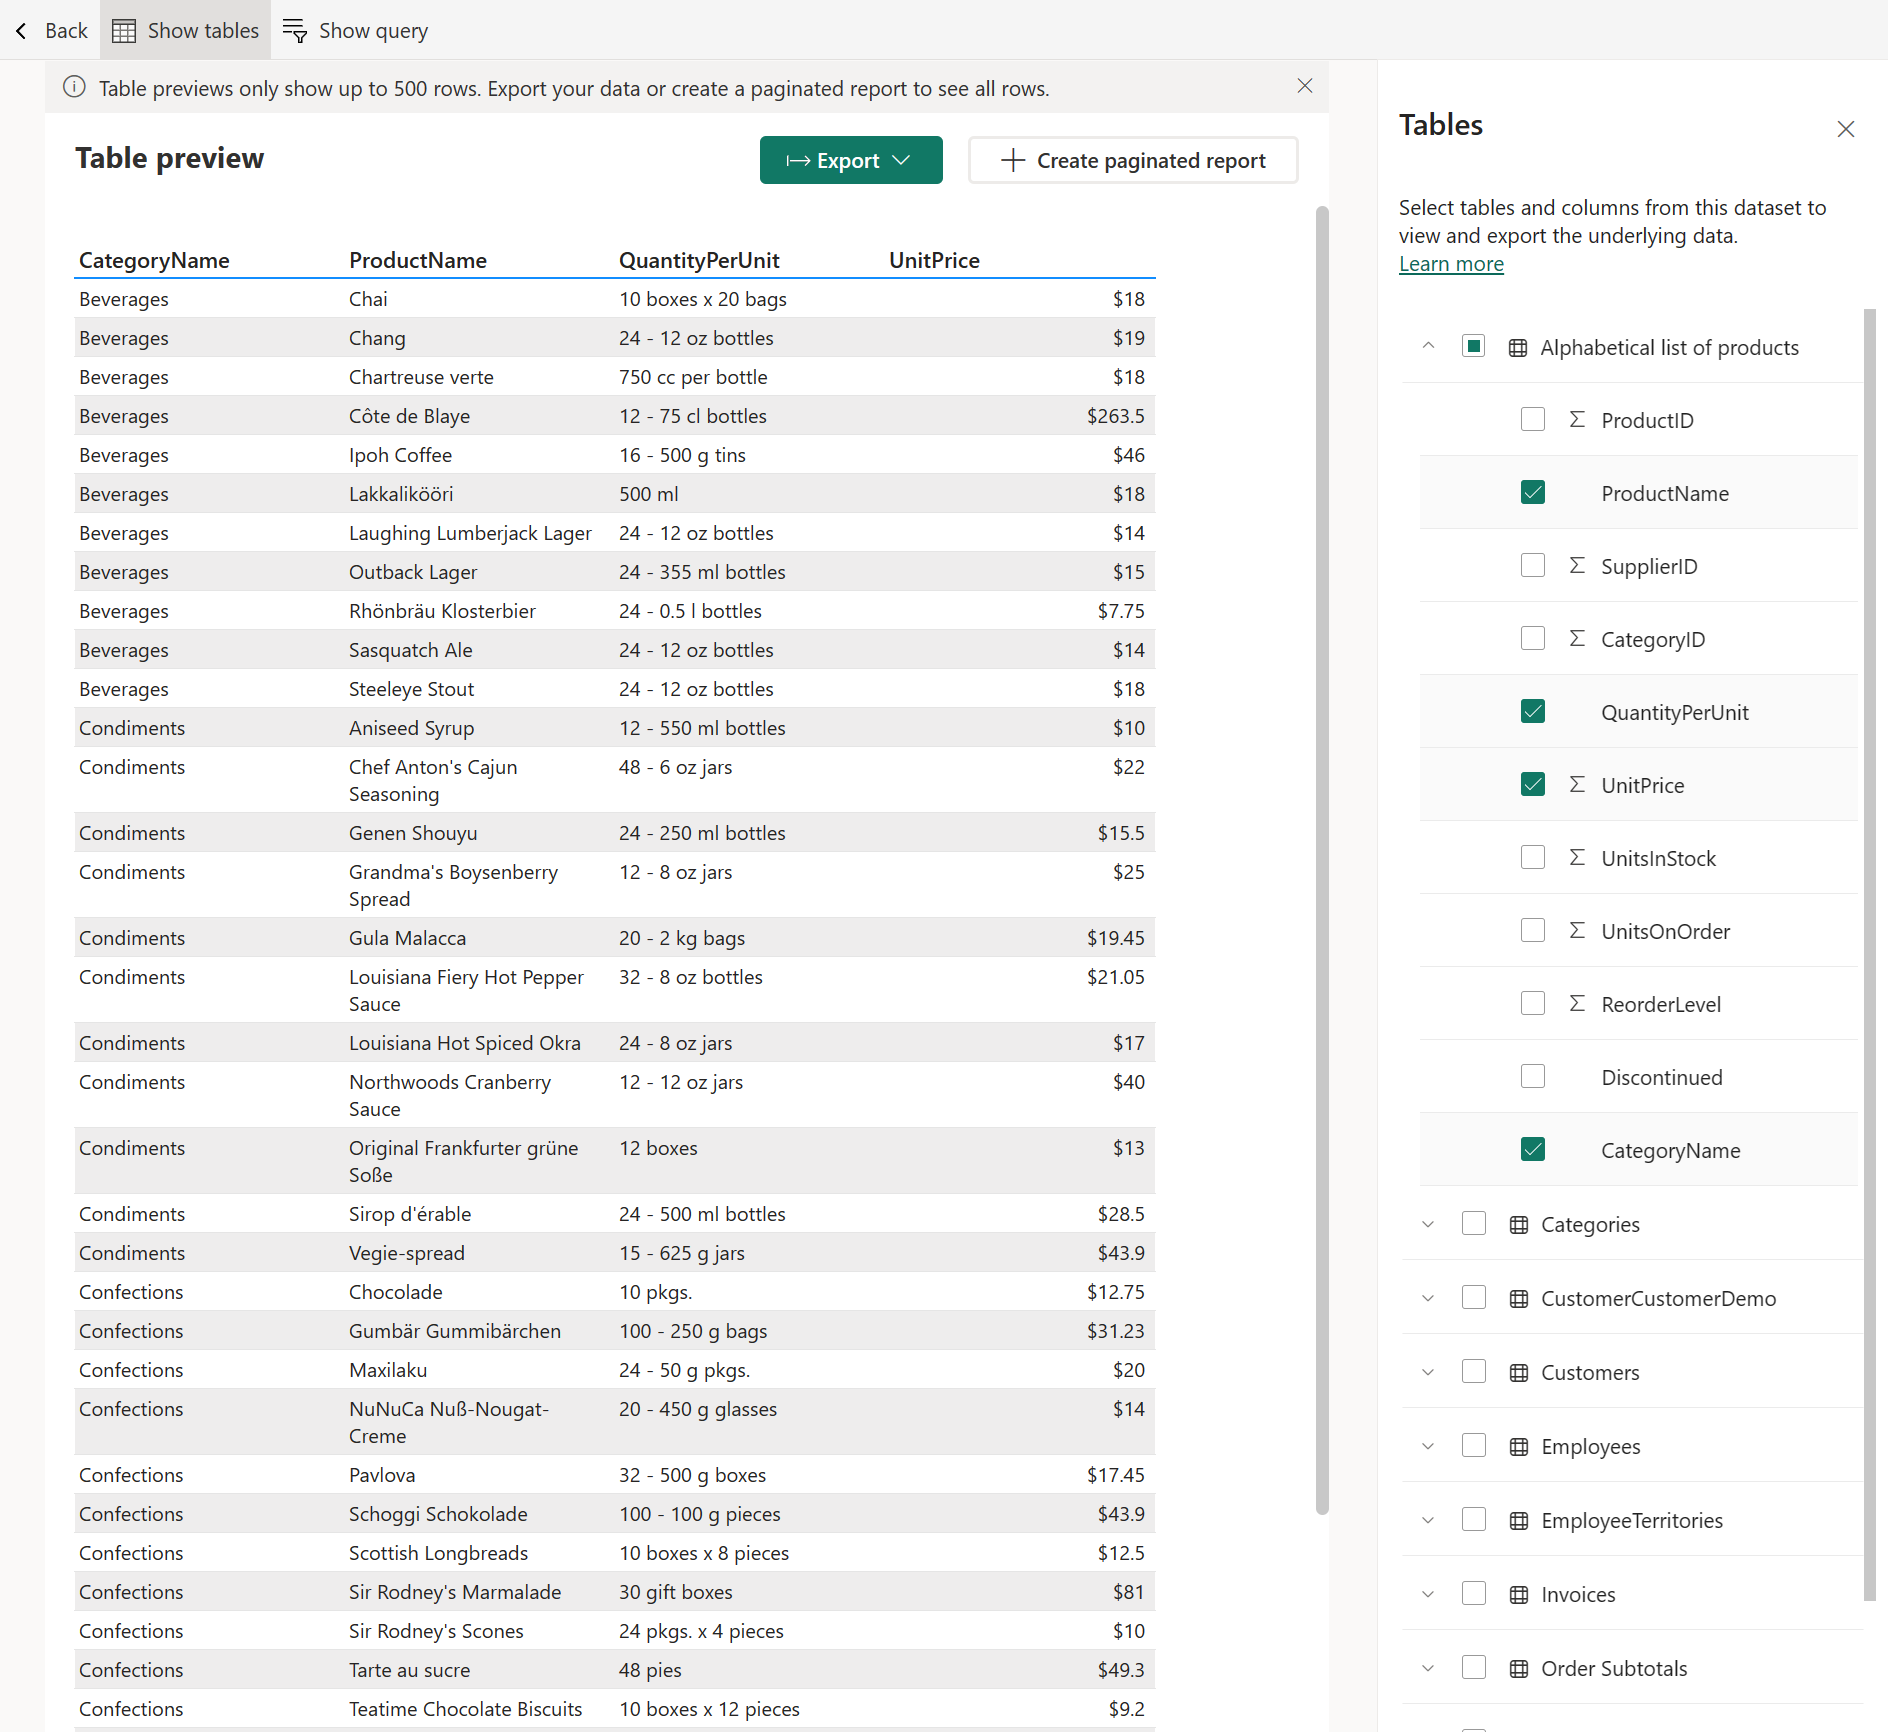 Back
Show tables
Show query
Table previews only show up to 500 rows. Export your data or create a paginated report to see all rows.
Table preview
Export
Create paginated report
CategoryName ProductName QuantityPerUnit UnitPrice
Beverages Chai 10 boxes x 20 bags $18
Beverages Chang 24 - 12 oz bottles $19
Beverages Chartreuse verte 750 cc per bottle $18
Beverages Côte de Blaye 12 - 75 cl bottles $263.5
Beverages Ipoh Coffee 16 - 500 g tins $46
Beverages Lakkalikööri 500 ml $18
Beverages Laughing Lumberjack Lager 24 - 12 oz bottles $14
Beverages Outback Lager 24 - 355 ml bottles $15
Beverages Rhönbräu Klosterbier 24 - 0.5 l bottles $7.75
Beverages Sasquatch Ale 24 - 12 oz bottles $14
Beverages Steeleye Stout 24 - 12 oz bottles $18
Condiments Aniseed Syrup 12 - 550 ml bottles $10
Condiments Chef Anton's Cajun 48 - 6 oz jars $22
Seasoning
Condiments Genen Shouyu 24 - 250 ml bottles $15.5
Condiments Grandma's Boysenberry 12 - 8 oz jars $25
Spread
Condiments Gula Malacca 20 - 2 kg bags $19.45
Condiments Louisiana Fiery Hot Pepper 32 - 8 oz bottles $21.05
Sauce
Condiments Louisiana Hot Spiced Okra 24 - 8 oz jars $17
Condiments Northwoods Cranberry 12 - 12 oz jars $40
Sauce
Condiments Original Frankfurter grüne 12 boxes $13
Soße
Condiments Sirop d'érable 24 - 500 ml bottles $28.5
Condiments Vegie-spread 15 - 625 g jars $43.9
Confections Chocolade 10 pkgs. $12.75
Confections Gumbär Gummibärchen 100 - 250 g bags $31.23
Confections Maxilaku 24 - 50 g pkgs. $20
Confections NuNuCa Nuß-Nougat- 20 - 450 g glasses $14
Creme
Confections Pavlova 32 - 500 g boxes $17.45
Confections Schoggi Schokolade 100 - 100 g pieces $43.9
Confections Scottish Longbreads 10 boxes x 8 pieces $12.5
Confections Sir Rodney's Marmalade 30 gift boxes $81
Confections Sir Rodney's Scones 24 pkgs. x 4 pieces $10
Confections Tarte au sucre 48 pies $49.3
Confections Teatime Chocolate Biscuits 10 boxes x 12 pieces $9.2
Tables
Select tables and columns from this dataset to
view and export the underlying data.
Learn more
Alphabetical list of products
Σ ProductID
ProductName
Σ SupplierID
Σ CategoryID
QuantityPerUnit
Σ UnitPrice
Σ UnitsInStock
Σ UnitsOnOrder
Σ ReorderLevel
Discontinued
CategoryName
Categories
CustomerCustomerDemo
Customers
Employees
EmployeeTerritories
Invoices
Order Subtotals